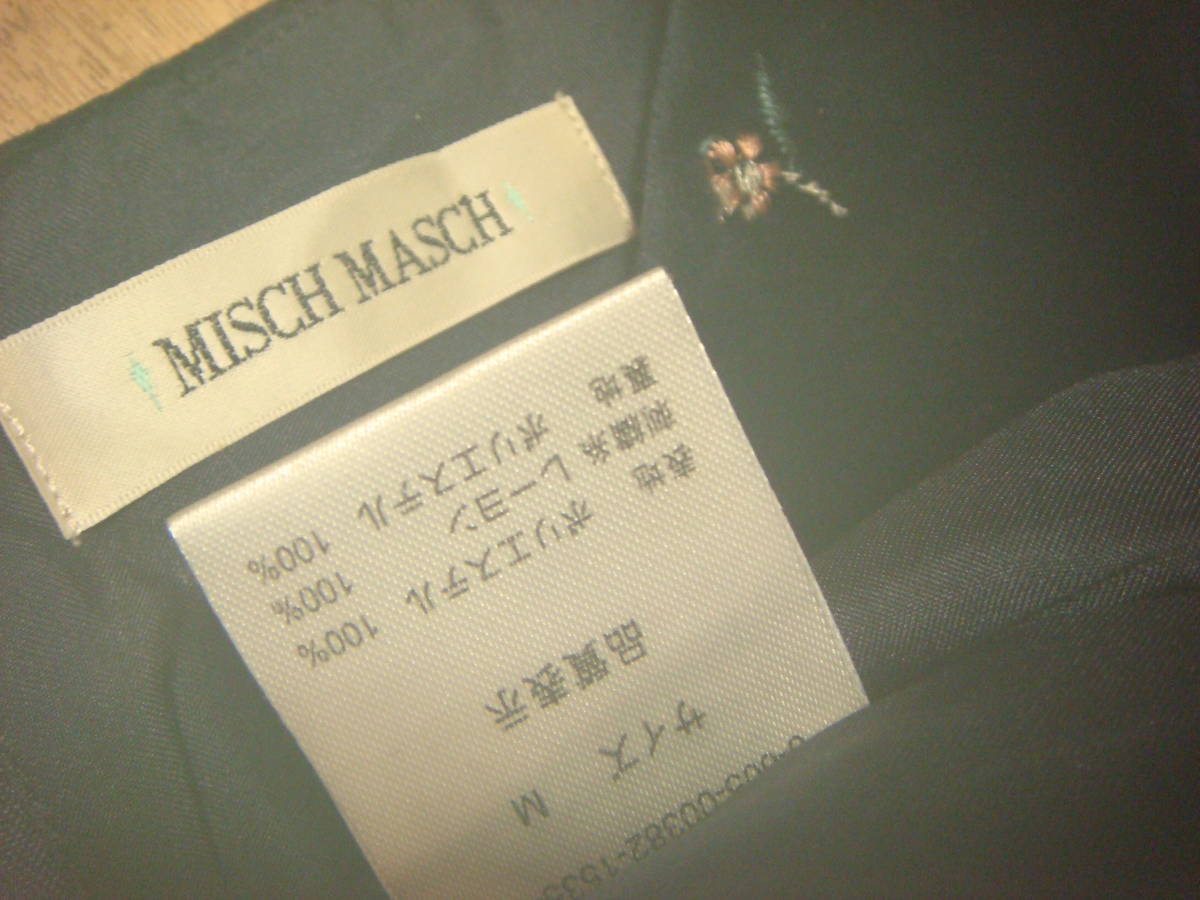 MISCH MASCH
サイズ M
品質表示
表地 ポリエステル 100%
刺繍糸 レーヨン 100%
裏地 ポリエステル 100%